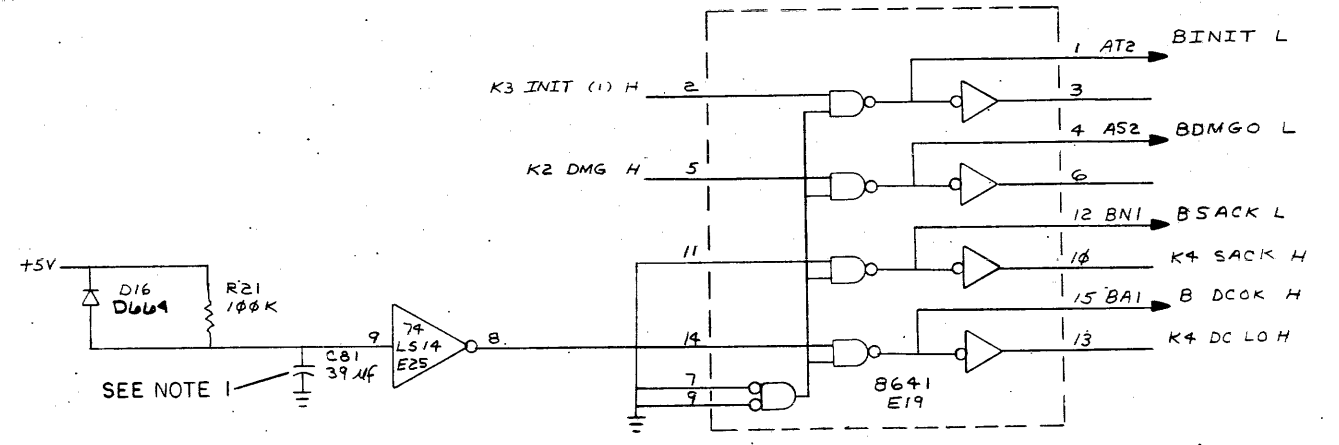 BINIT L
1 AT2
K3 INIT (1) H 2
3
4 AS2 BDMGO L
K2 DMG H 5
6
12 BN1 BSACK L
11
+5V
10 K4 SACK H
D16
D664
R21
100K
15 BA1 B DCOK H
9
74
LS14
E25
8
14
13 K4 DC LO H
C81
39 µf
SEE NOTE 1
7
9
8641
E19